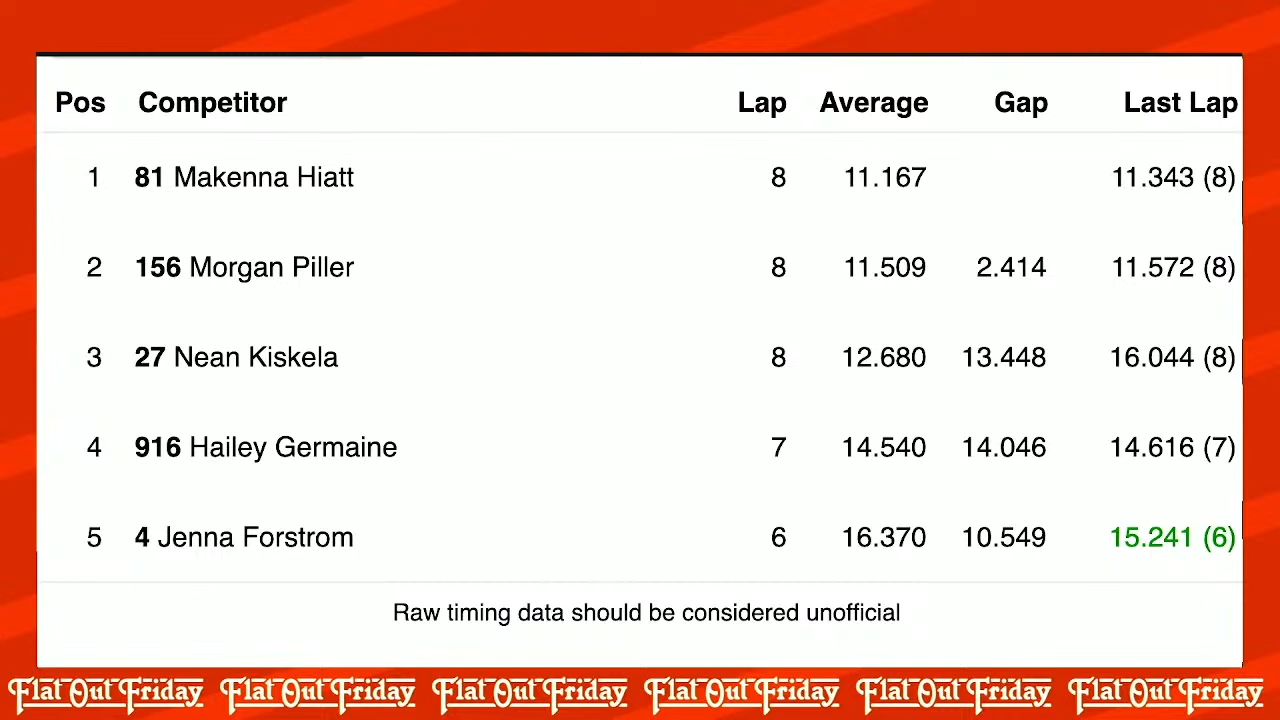 Pos Competitor Lap Average Gap Last Lap
1 81 Makenna Hiatt 8 11.167 11.343 (8)
2 156 Morgan Piller 8 11.509 2.414 11.572 (8)
3 27 Nean Kiskela 8 12.680 13.448 16.044 (8)
4 916 Hailey Germaine 7 14.540 14.046 14.616 (7)
5 4 Jenna Forstrom 6 16.370 10.549 15.241 (6)
Raw timing data should be considered unofficial
Flat Out Friday Flat Out Friday Flat Out Friday Flat Out Friday Flat Out Friday Flat Out Friday